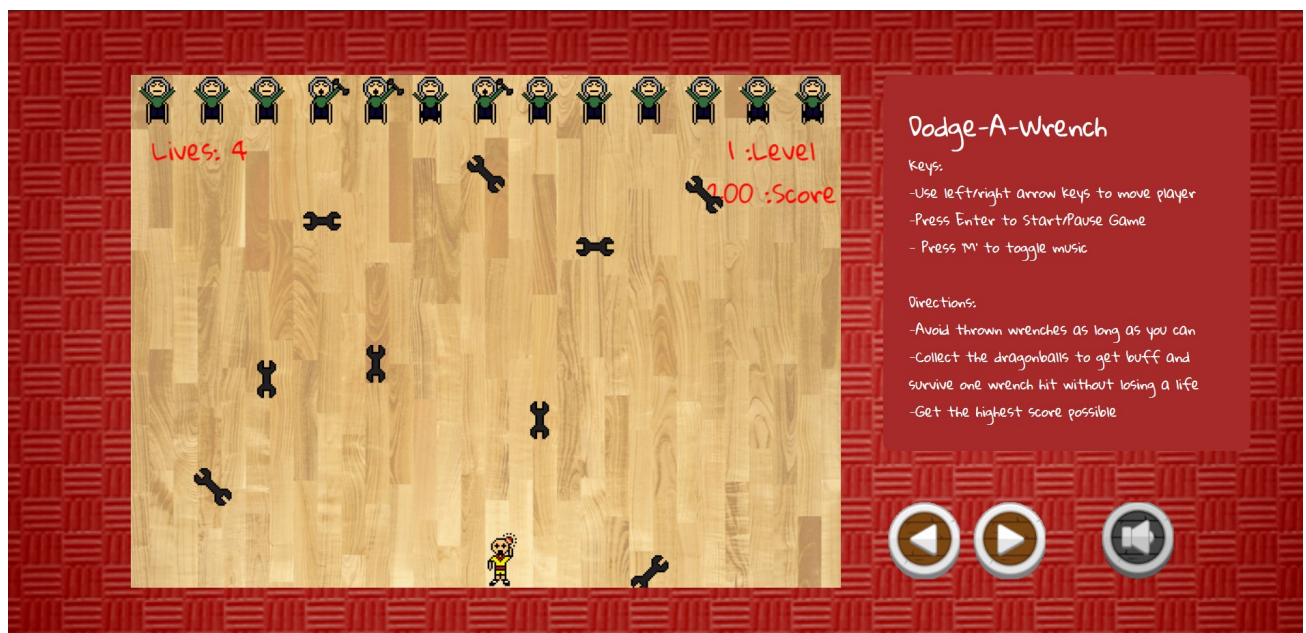 Lives: 4
1 :Level
200 :Score
Dodge-A-Wrench
Keys:
-Use left/right arrow keys to move player
-Press Enter to Start/Pause Game
- Press 'M' to toggle music
Directions:
-Avoid thrown wrenches as long as you can
-Collect the dragonballs to get buff and
survive one wrench hit without losing a life
-Get the highest score possible